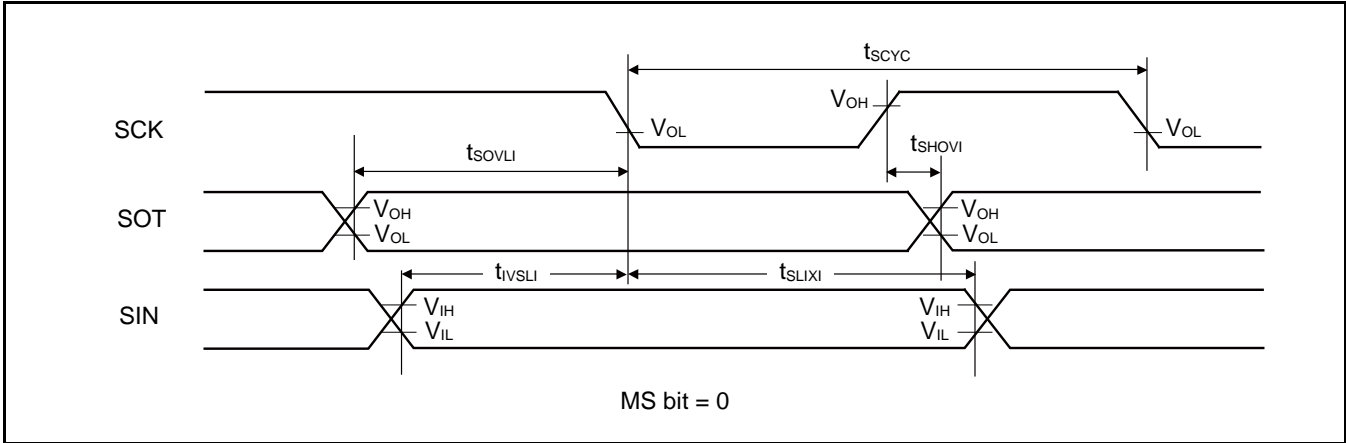 tSCYC
SCK
VOH
VOL
VOL
tSOVLI
tSHOVI
SOT
VOH
VOL
VOH
VOL
tIVSLI
tSLIXI
SIN
VIH
VIL
VIH
VIL
MS bit = 0